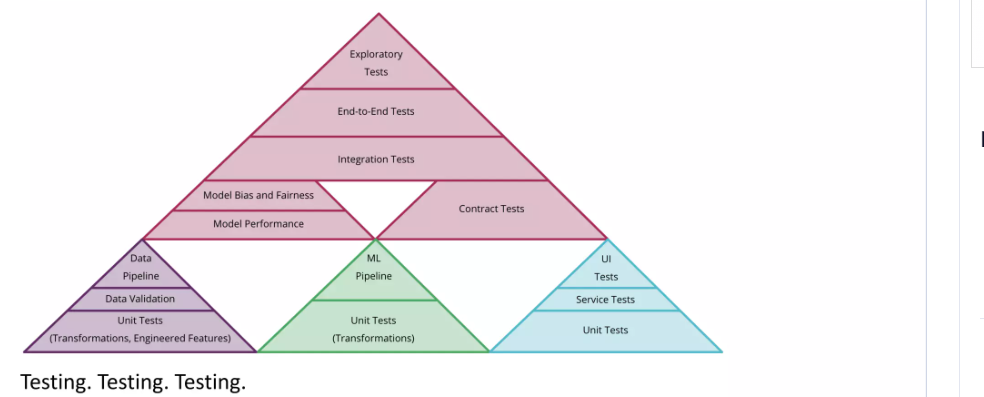 Exploratory
Tests
End-to-End Tests
Integration Tests
Model Bias and Fairness
Model Performance
Contract Tests
Data
Pipeline
Data Validation
Unit Tests
(Transformations, Engineered Features)
ML
Pipeline
Unit Tests
(Transformations)
UI
Tests
Service Tests
Unit Tests
Testing. Testing. Testing.